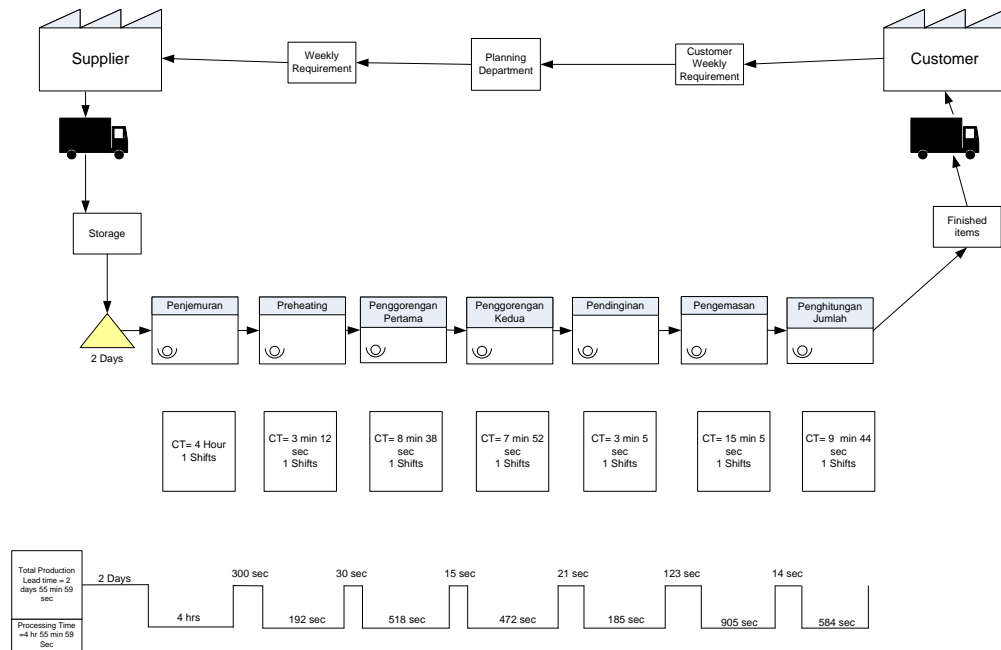 Supplier
Weekly
Requirement
Planning
Department
Customer
Weekly
Requirement
Customer
Storage
Finished
items
2 Days
Penjemuran
Preheating
Penggorengan
Pertama
Penggorengan
Kedua
Pendinginan
Pengemasan
Penghitungan
Jumlah
CT= 4 Hour
1 Shifts
CT= 3 min 12
sec
1 Shifts
CT= 8 min 38
sec
1 Shifts
CT= 7 min 52
sec
1 Shifts
CT= 3 min 5
sec
1 Shifts
CT= 15 min 5
sec
1 Shifts
CT= 9 min 44
sec
1 Shifts
Total Production
Lead time = 2
days 55 min 59
sec
Processing Time
=4 hr 55 min 59
Sec
2 Days
4 hrs
300 sec
192 sec
30 sec
518 sec
15 sec
472 sec
21 sec
185 sec
123 sec
905 sec
14 sec
584 sec